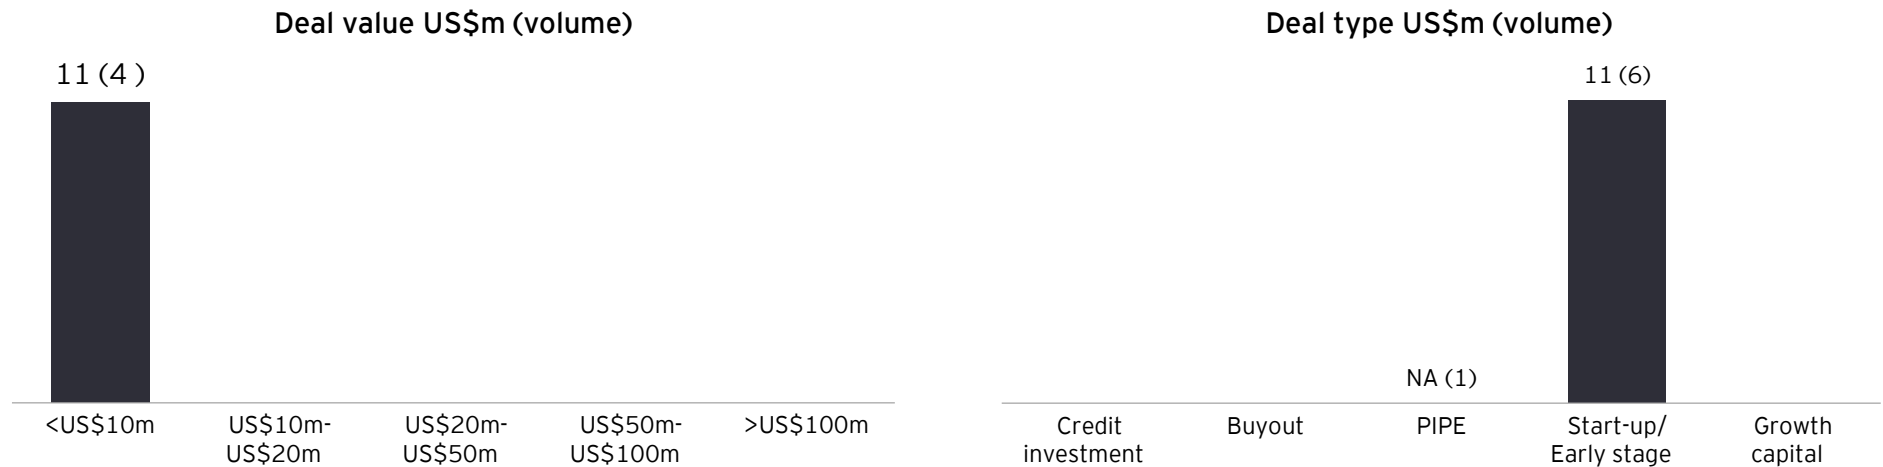 Deal value US$m (volume)
11 (4 )
<US$10m
US$10m-
US$20m
US$20m-
US$50m
US$50m-
US$100m
>US$100m
Deal type US$m (volume)
11 (6)
NA (1)
Credit
investment
Buyout
PIPE
Start-up/
Early stage
Growth
capital